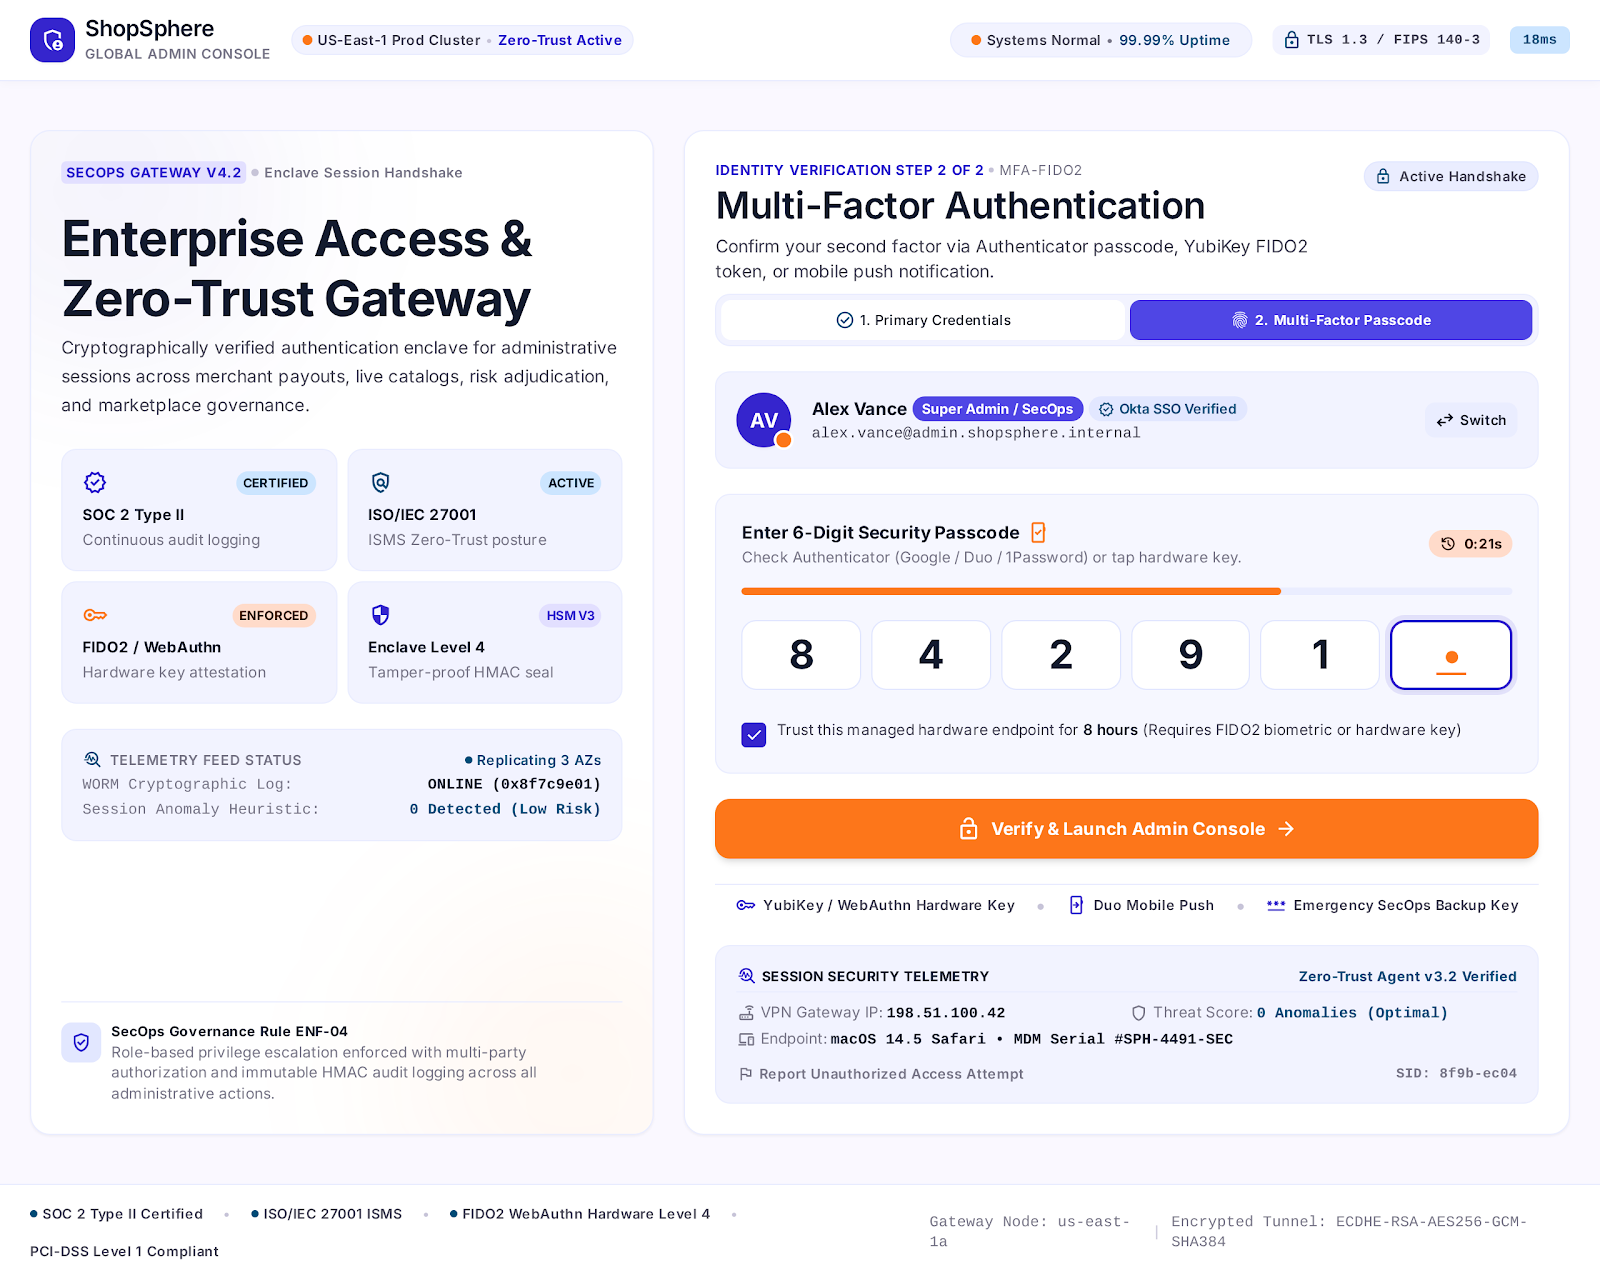 ShopSphere
GLOBAL ADMIN CONSOLE
US-East-1 Prod Cluster • Zero-Trust Active
Systems Normal • 99.99% Uptime
TLS 1.3 / FIPS 140-3
18ms
SECOPS GATEWAY V4.2 • Enclave Session Handshake
Enterprise Access &
Zero-Trust Gateway
Cryptographically verified authentication enclave for administrative
sessions across merchant payouts, live catalogs, risk adjudication,
and marketplace governance.
CERTIFIED
SOC 2 Type II
Continuous audit logging
ACTIVE
ISO/IEC 27001
ISMS Zero-Trust posture
ENFORCED
FIDO2 / WebAuthn
Hardware key attestation
HSM V3
Enclave Level 4
Tamper-proof HMAC seal
TELEMETRY FEED STATUS
Replicating 3 AZs
WORM Cryptographic Log:
ONLINE (0x8f7c9e01)
Session Anomaly Heuristic:
0 Detected (Low Risk)
SecOps Governance Rule ENF-04
Role-based privilege escalation enforced with multi-party
authorization and immutable HMAC audit logging across all
administrative actions.
IDENTITY VERIFICATION STEP 2 OF 2 • MFA-FIDO2
Active Handshake
Multi-Factor Authentication
Confirm your second factor via Authenticator passcode, YubiKey FIDO2
token, or mobile push notification.
1. Primary Credentials
2. Multi-Factor Passcode
AV
Alex Vance
Super Admin / SecOps
Okta SSO Verified
alex.vance@admin.shopsphere.internal
Switch
Enter 6-Digit Security Passcode
Check Authenticator (Google / Duo / 1Password) or tap hardware key.
0:21s
8 4 2 9 1
Trust this managed hardware endpoint for 8 hours (Requires FIDO2 biometric or hardware key)
Verify & Launch Admin Console
YubiKey / WebAuthn Hardware Key
Duo Mobile Push
Emergency SecOps Backup Key
SESSION SECURITY TELEMETRY
Zero-Trust Agent v3.2 Verified
VPN Gateway IP: 198.51.100.42
Threat Score: 0 Anomalies (Optimal)
Endpoint: macOS 14.5 Safari • MDM Serial #SPH-4491-SEC
Report Unauthorized Access Attempt
SID: 8f9b-ec04
SOC 2 Type II Certified • ISO/IEC 27001 ISMS • FIDO2 WebAuthn Hardware Level 4 •
PCI-DSS Level 1 Compliant
Gateway Node: us-east-
1a
Encrypted Tunnel: ECDHE-RSA-AES256-GCM-
SHA384